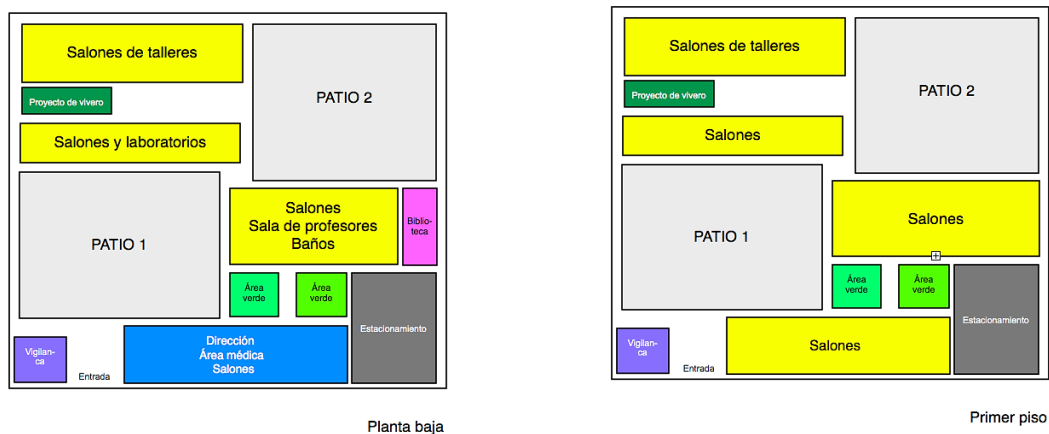 Salones de talleres
PATIO 2
Proyecto de vivero
Salones y laboratorios
PATIO 1
Salones
Sala de profesores
Baños
Biblio-
teca
Área
verde
Área
verde
Estacionamiento
Vigilan-
ca
Entrada
Dirección
Área médica
Salones
Planta baja
Salones de talleres
PATIO 2
Proyecto de vivero
Salones
PATIO 1
Salones
Área
verde
Área
verde
Estacionamiento
Vigilan-
ca
Entrada
Salones
Primer piso